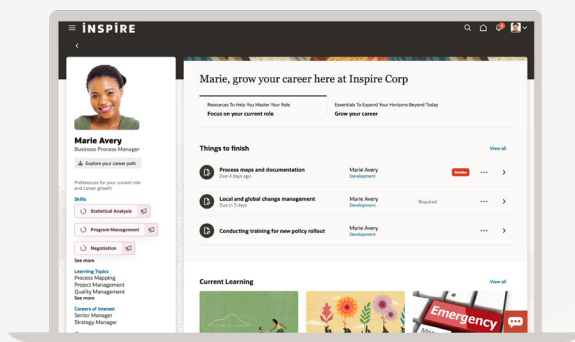 iNSPiRE
Marie, grow your career here at Inspire Corp
Resources To Help You Master Your Role
Focus on your current role
Essentials To Expand Your Horizons Beyond Today
Grow your career
Marie Avery
Business Process Manager
Explore your career path
Preferences for your current role
and career growth
Skills
Statistical Analysis
Program Management
Negotiation
See more
Learning Topics
Process Mapping
Project Management
Quality Management
See more
Careers of Interest
Senior Manager
Strategy Manager
Things to finish
View all
Process maps and documentation
Due 4 days ago
Marie Avery
Development
Overdue
Local and global change management
Due in 3 days
Marie Avery
Development
Required
Conducting training for new policy rollout
Marie Avery
Development
Current Learning
View all
Emergency